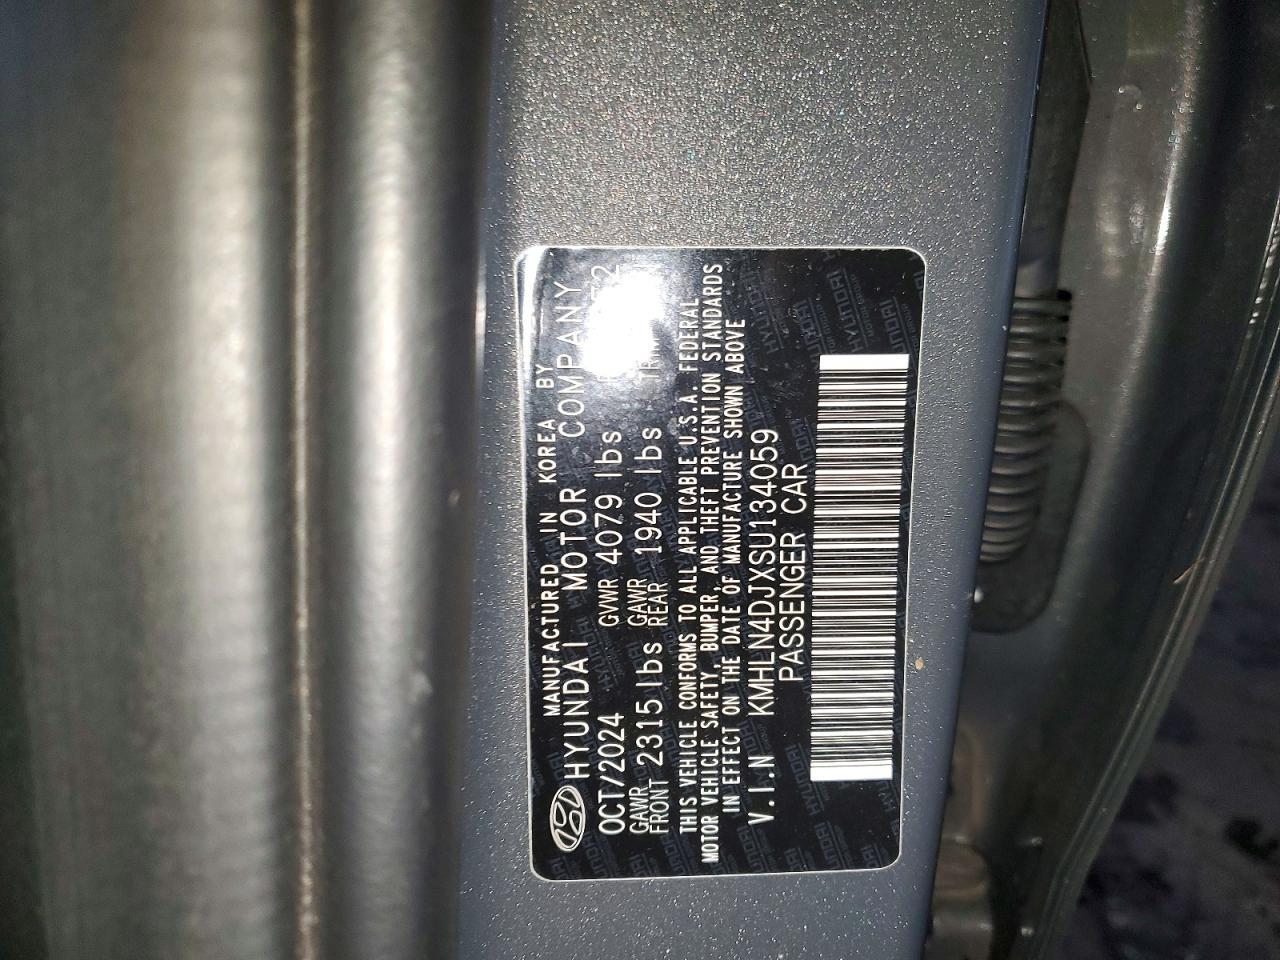 MANUFACTURED IN KOREA BY
HYUNDAI MOTOR COMPANY
OCT/2024 GVWR 4079 lbs
GAWR FRONT 2315 lbs GAWR REAR 1940 lbs
THIS VEHICLE CONFORMS TO ALL APPLICABLE U.S.A. FEDERAL
MOTOR VEHICLE SAFETY, BUMPER, AND THEFT PREVENTION STANDARDS
IN EFFECT ON THE DATE OF MANUFACTURE SHOWN ABOVE
V.I.N KMHLN4DJXSU134059
PASSENGER CAR